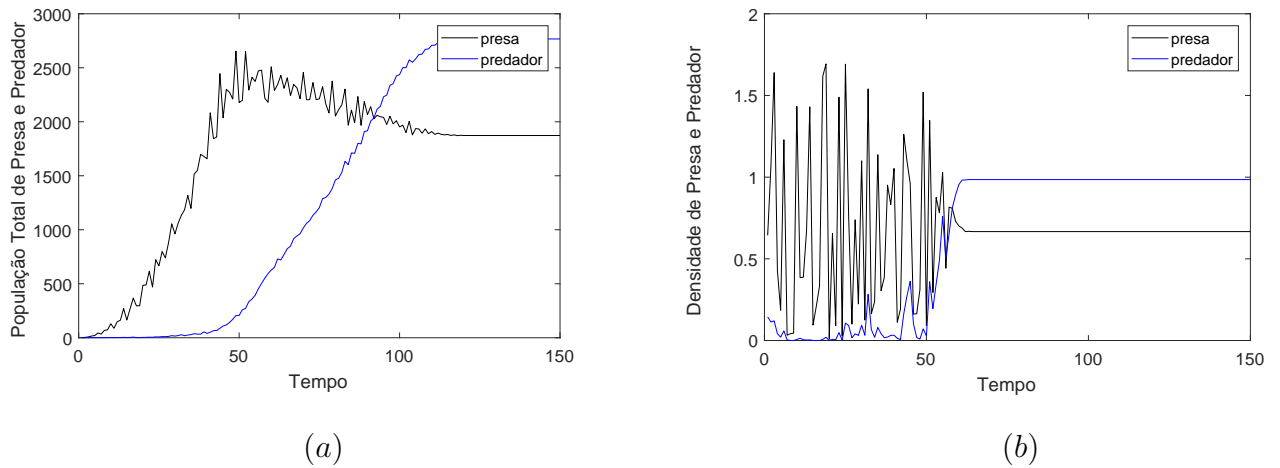 População Total de Presa e Predador
3000
2500
2000
1500
1000
500
0
0 50 100 150
Tempo
presa
predador
(a)
Densidade de Presa e Predador
2
1.5
1
0.5
0
0 50 100 150
Tempo
presa
predador
(b)